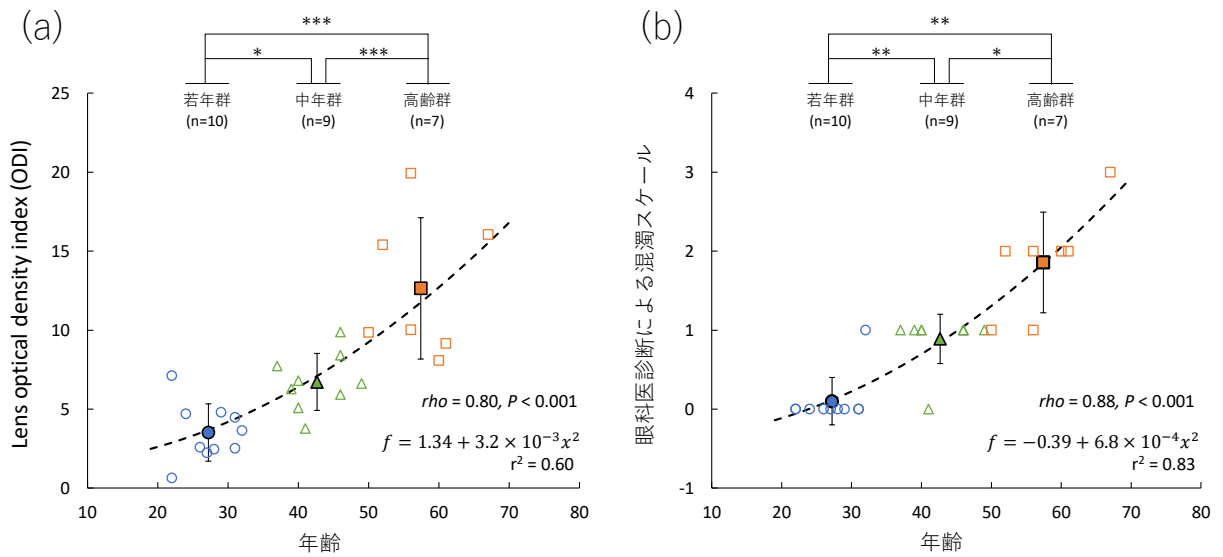 (a)
***
*
***
若年群
中年群
高齢群
(n=10)
(n=9)
(n=7)
Lens optical density index (ODI)
25
20
15
10
5
0
rho = 0.80, P < 0.001
f = 1.34 + 3.2 × 10⁻³x²
r² = 0.60
10 20 30 40 50 60 70 80
年齢
(b)
**
**
*
若年群
中年群
高齢群
(n=10)
(n=9)
(n=7)
眼科医診断による混濁スケール
4
3
2
1
0
-1
rho = 0.88, P < 0.001
f = −0.39 + 6.8 × 10⁻⁴x²
r² = 0.83
10 20 30 40 50 60 70 80
年齢